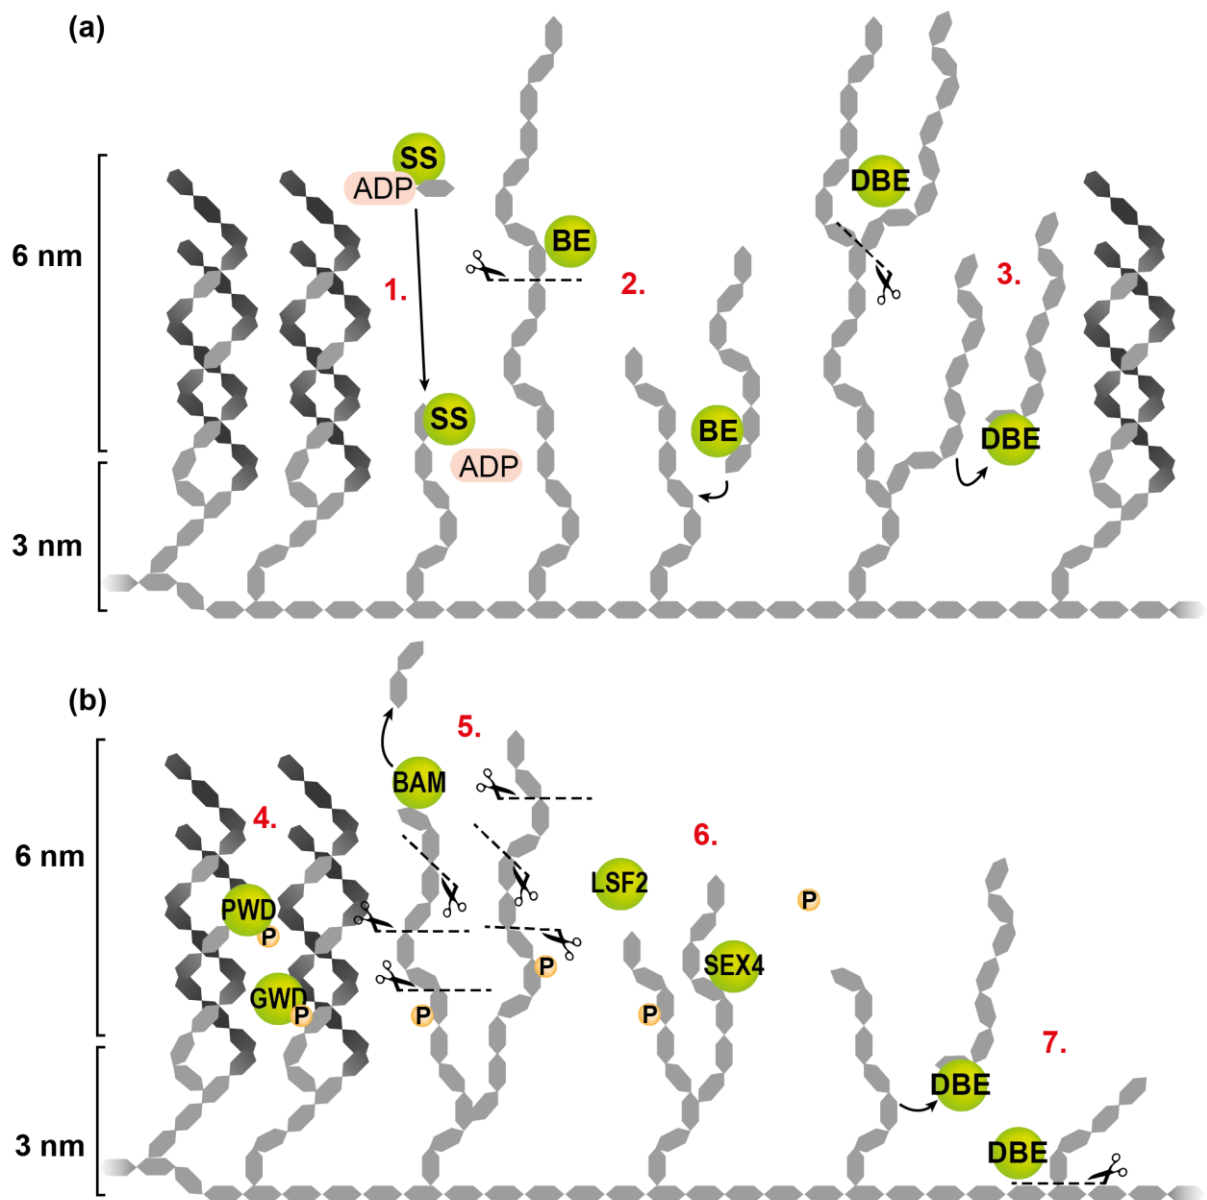 (a)
SS
ADP
DBE
6 nm
BE
1.
2.
3.
SS
BE
DBE
ADP
3 nm
(b)
5.
BAM
4.
6.
6 nm
LSF2
P
PWD
P
SEX4
P
GWD
P
P
P
7.
DBE
3 nm
DBE